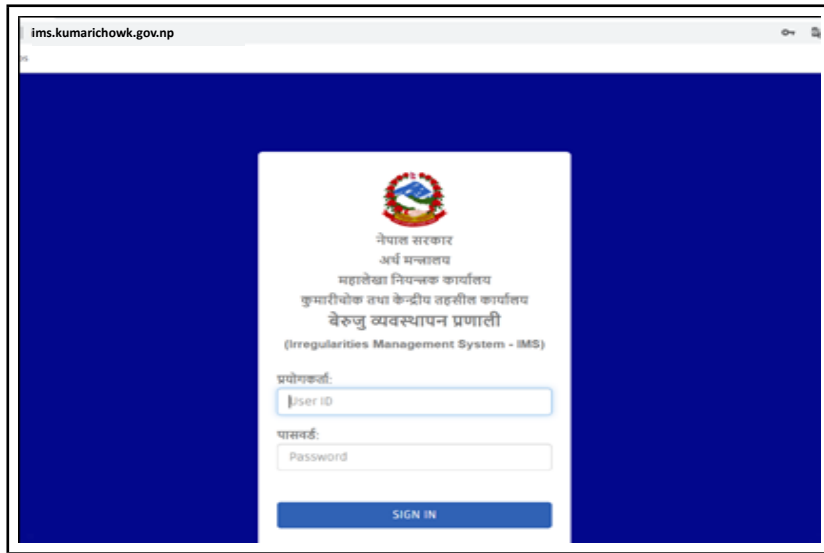 ims.kumarichowk.gov.np
नेपाल सरकार
अर्थ मन्त्रालय
महालेखा नियन्त्रक कार्यालय
कुमारीचोक तथा केन्द्रीय तहसील कार्यालय
बेरुजु व्यवस्थापन प्रणाली
(Irregularities Management System - IMS)
प्रयोगकर्ता:
User ID
पासवर्ड:
Password
SIGN IN